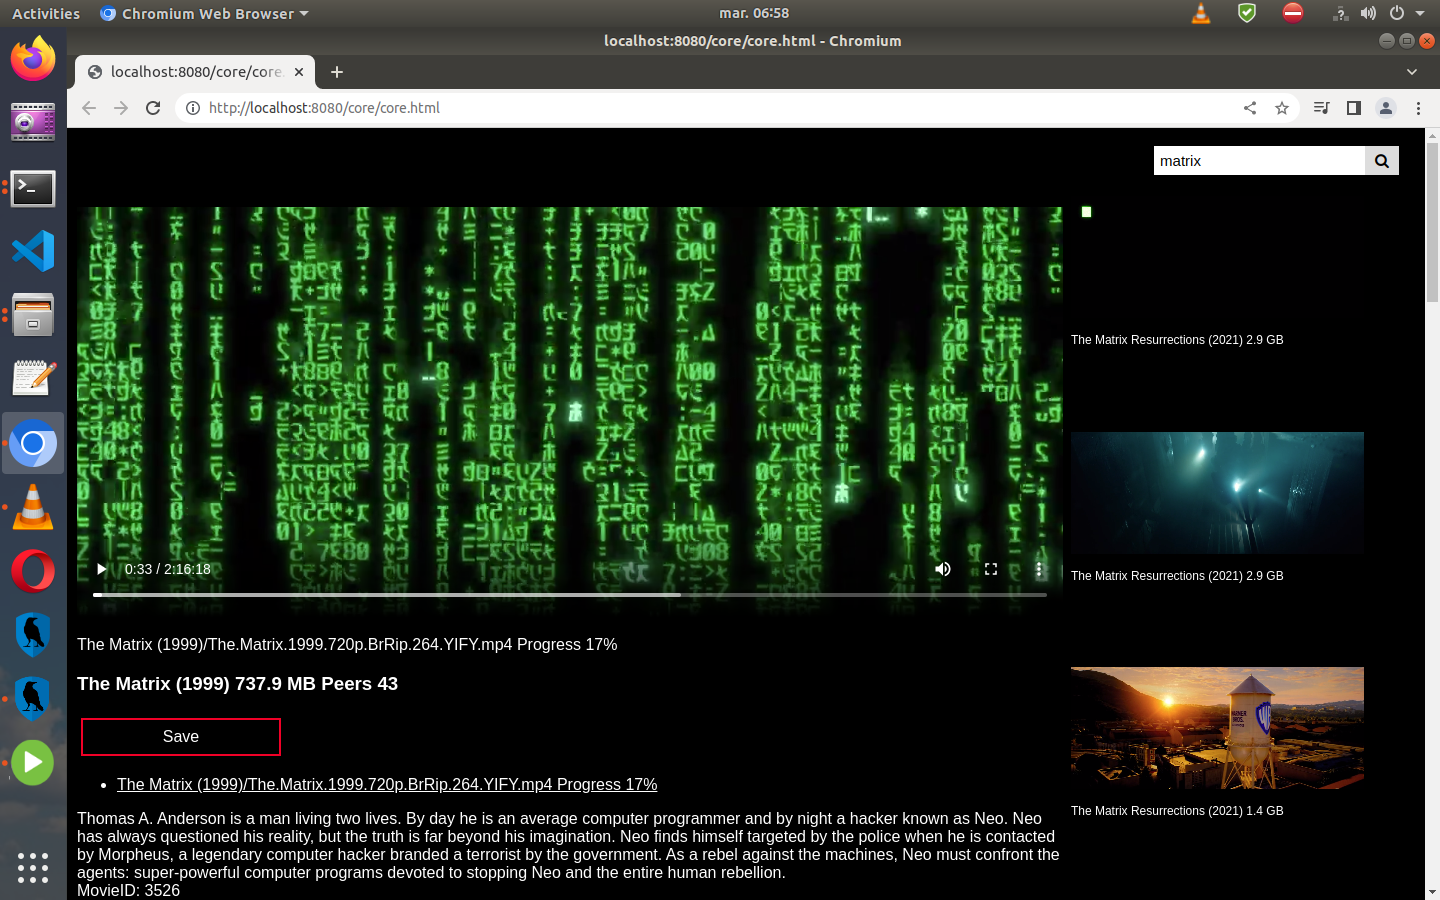 Activities
Chromium Web Browser
mar. 06:58
localhost:8080/core/core.html - Chromium
localhost:8080/core/core.
http://localhost:8080/core/core.html
matrix
The Matrix Resurrections (2021) 2.9 GB
The Matrix Resurrections (2021) 2.9 GB
WARNER BROS.
The Matrix Resurrections (2021) 1.4 GB
0:33 / 2:16:18
The Matrix (1999)/The.Matrix.1999.720p.BrRip.264.YIFY.mp4 Progress 17%
The Matrix (1999) 737.9 MB Peers 43
Save
The Matrix (1999)/The.Matrix.1999.720p.BrRip.264.YIFY.mp4 Progress 17%
Thomas A. Anderson is a man living two lives. By day he is an average computer programmer and by night a hacker known as Neo. Neo
has always questioned his reality, but the truth is far beyond his imagination. Neo finds himself targeted by the police when he is contacted
by Morpheus, a legendary computer hacker branded a terrorist by the government. As a rebel against the machines, Neo must confront the
agents: super-powerful computer programs devoted to stopping Neo and the entire human rebellion.
MovieID: 3526